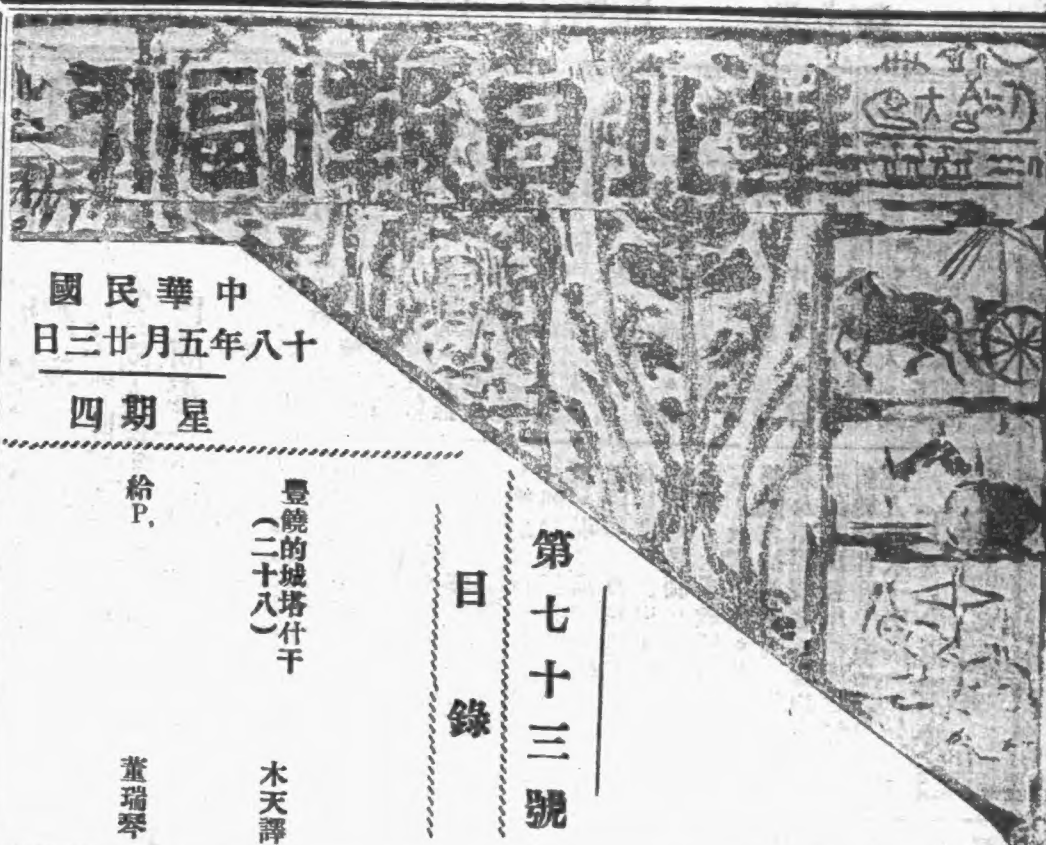 華北日報副刊
中華民國
十八年五月廿三日
星期四
第七十三號
目錄
豐饒的城塔什干
(二十八)
木天譯
給P.
董瑞琴